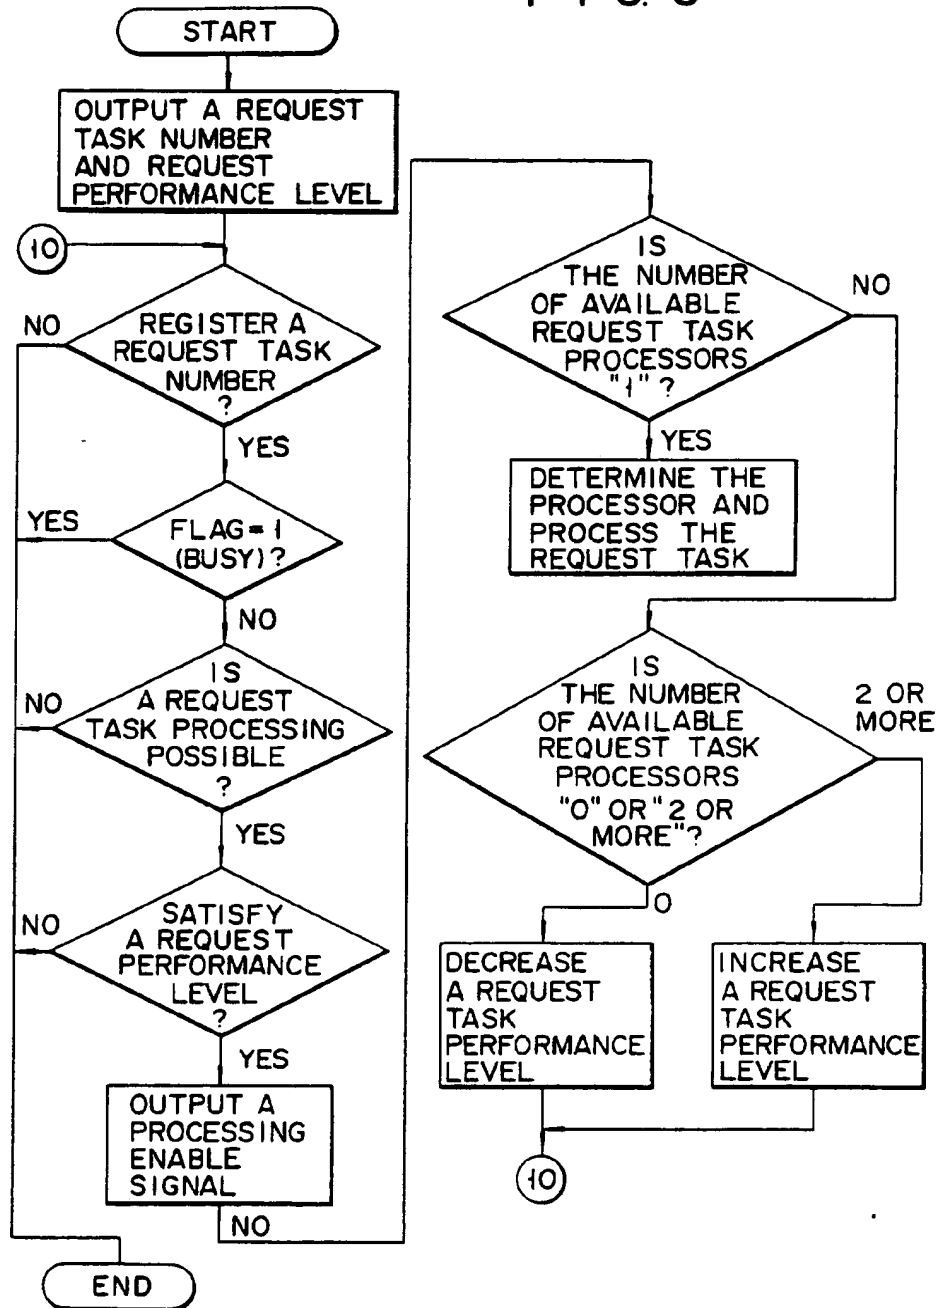 START
OUTPUT A REQUEST
TASK NUMBER
AND REQUEST
PERFORMANCE LEVEL
10
REGISTER A
REQUEST TASK
NUMBER
?
NO
YES
FLAG = 1
(BUSY) ?
YES
NO
IS
A REQUEST
TASK PROCESSING
POSSIBLE
?
NO
YES
SATISFY
A REQUEST
PERFORMANCE
LEVEL
?
NO
YES
OUTPUT A
PROCESSING
ENABLE
SIGNAL
NO
END
IS
THE NUMBER
OF AVAILABLE
REQUEST TASK
PROCESSORS
"1" ?
NO
YES
DETERMINE THE
PROCESSOR AND
PROCESS THE
REQUEST TASK
IS
THE NUMBER
OF AVAILABLE
REQUEST TASK
PROCESSORS
"0" OR "2 OR
MORE" ?
2 OR
MORE
0
DECREASE
A REQUEST
TASK
PERFORMANCE
LEVEL
INCREASE
A REQUEST
TASK
PERFORMANCE
LEVEL
10